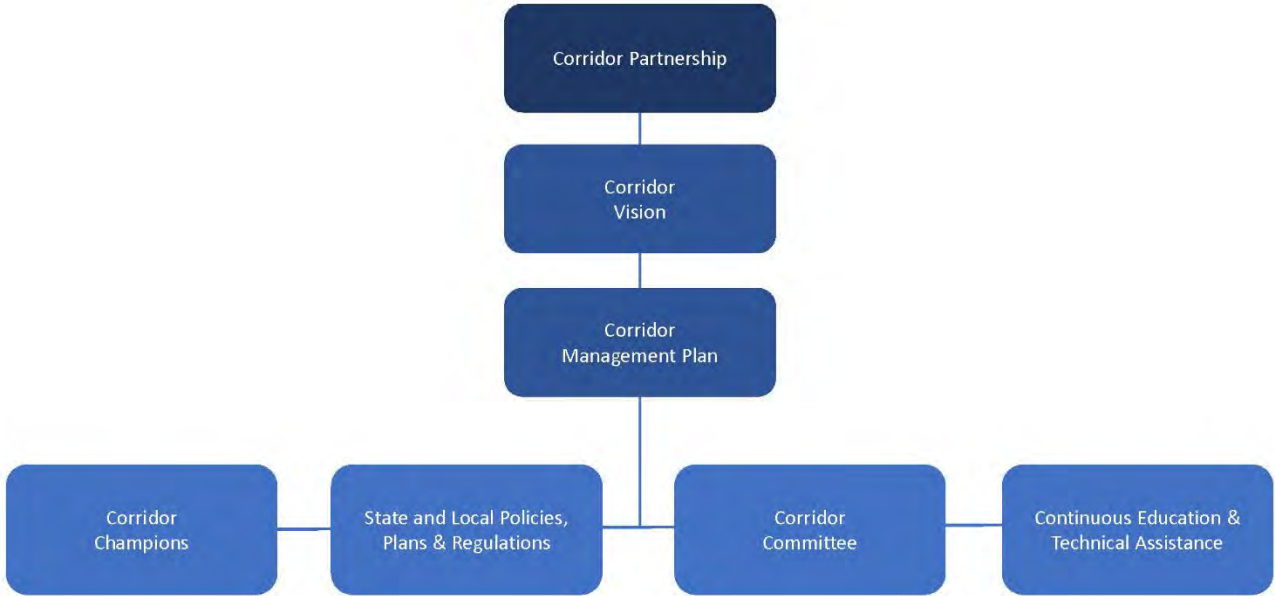 Corridor Partnership
Corridor
Vision
Corridor
Management Plan
Corridor
Champions
State and Local Policies,
Plans & Regulations
Corridor
Committee
Continuous Education &
Technical Assistance